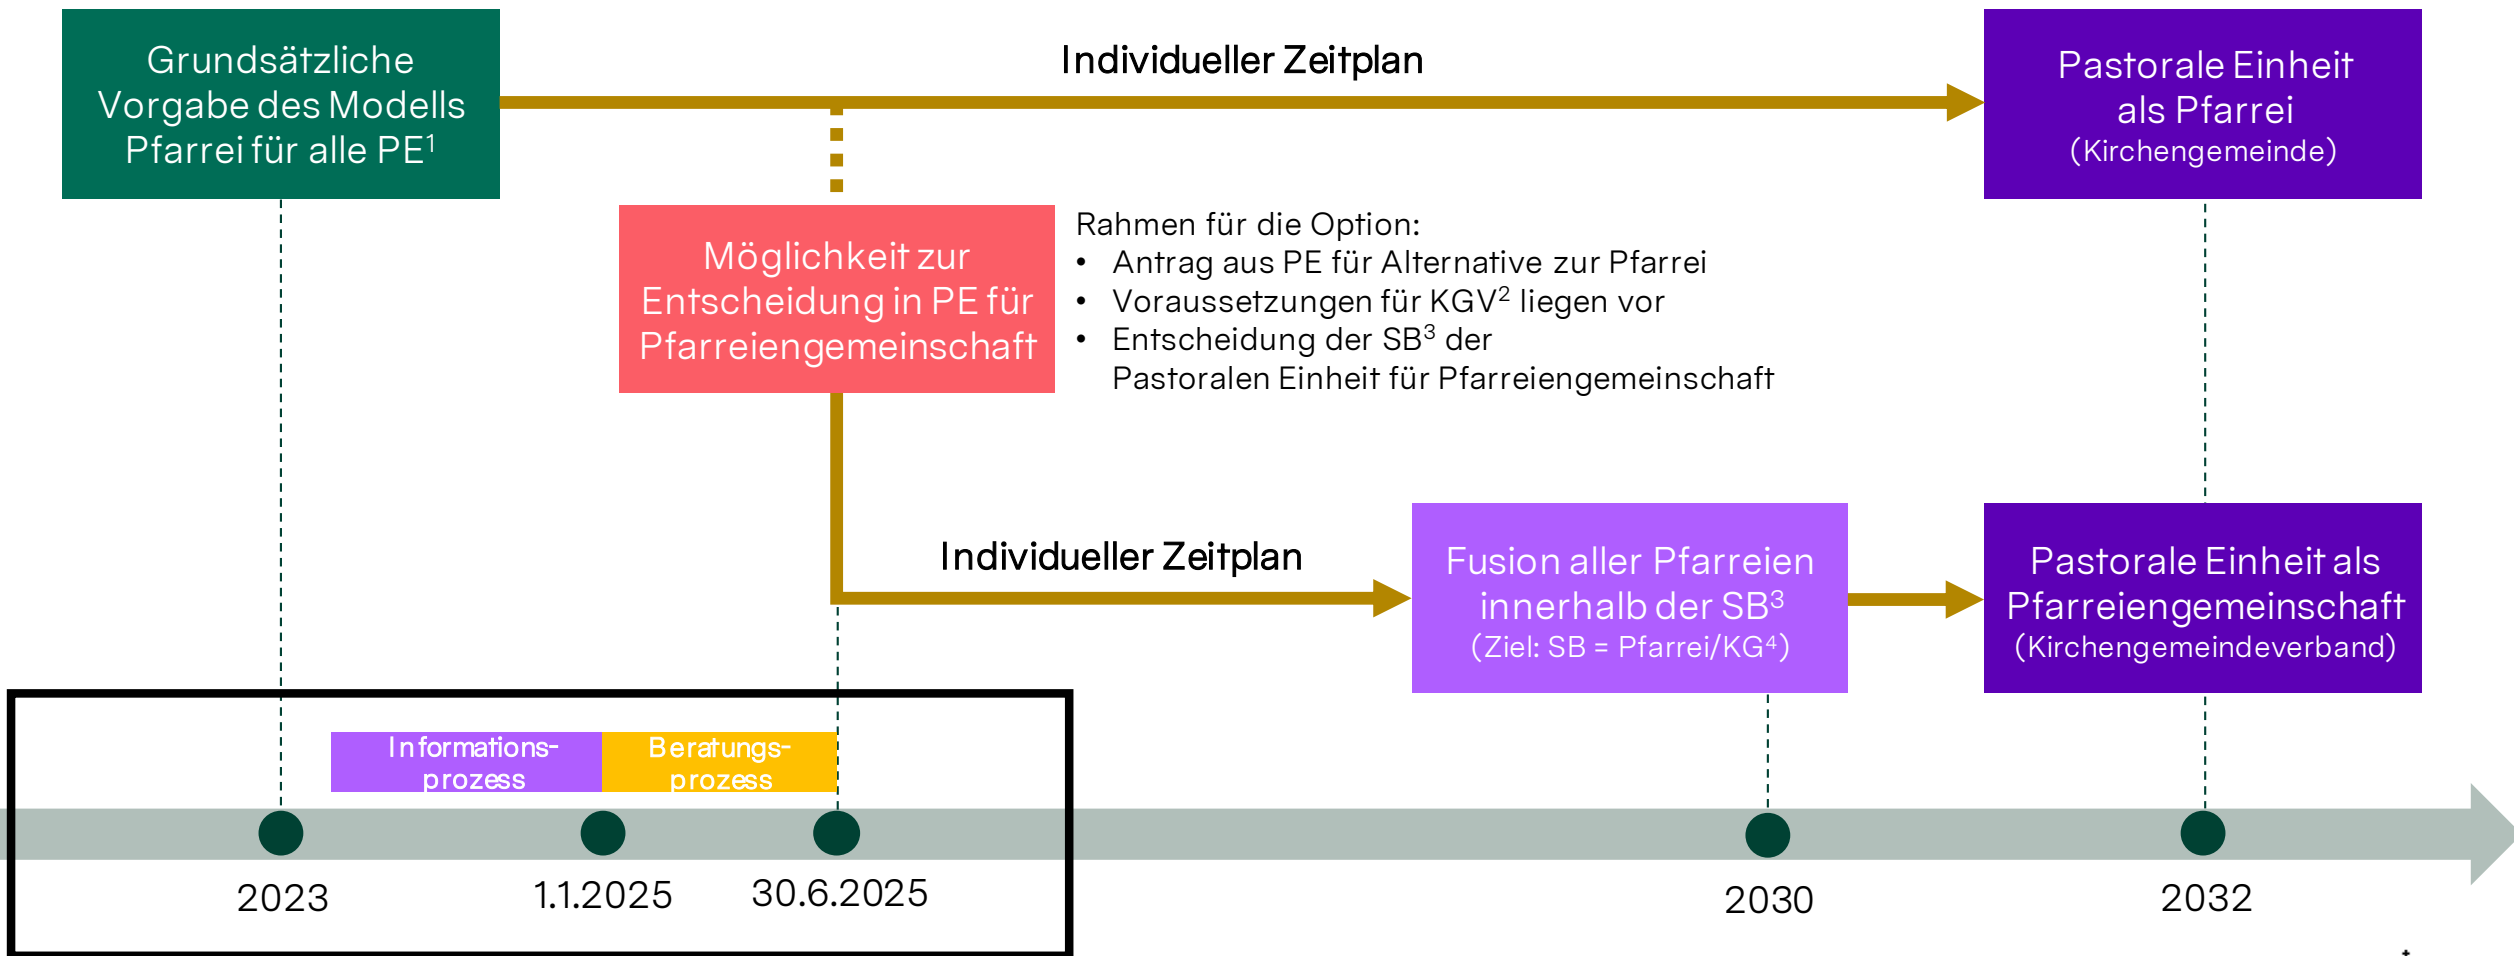 Grundsätzliche
Vorgabe des Modells
Pfarrei für alle PE¹
Individueller Zeitplan
Pastorale Einheit
als Pfarrei
(Kirchengemeinde)
Möglichkeit zur
Entscheidung in PE für
Pfarreiengemeinschaft
Rahmen für die Option:
• Antrag aus PE für Alternative zur Pfarrei
• Voraussetzungen für KGV² liegen vor
• Entscheidung der SB³ der
Pastoralen Einheit für Pfarreiengemeinschaft
Individueller Zeitplan
Fusion aller Pfarreien
innerhalb der SB³
(Ziel: SB = Pfarrei/KG⁴)
Pastorale Einheit als
Pfarreiengemeinschaft
(Kirchengemeindeverband)
Informations-
prozess
Beratungs-
prozess
2023
1.1.2025
30.6.2025
2030
2032